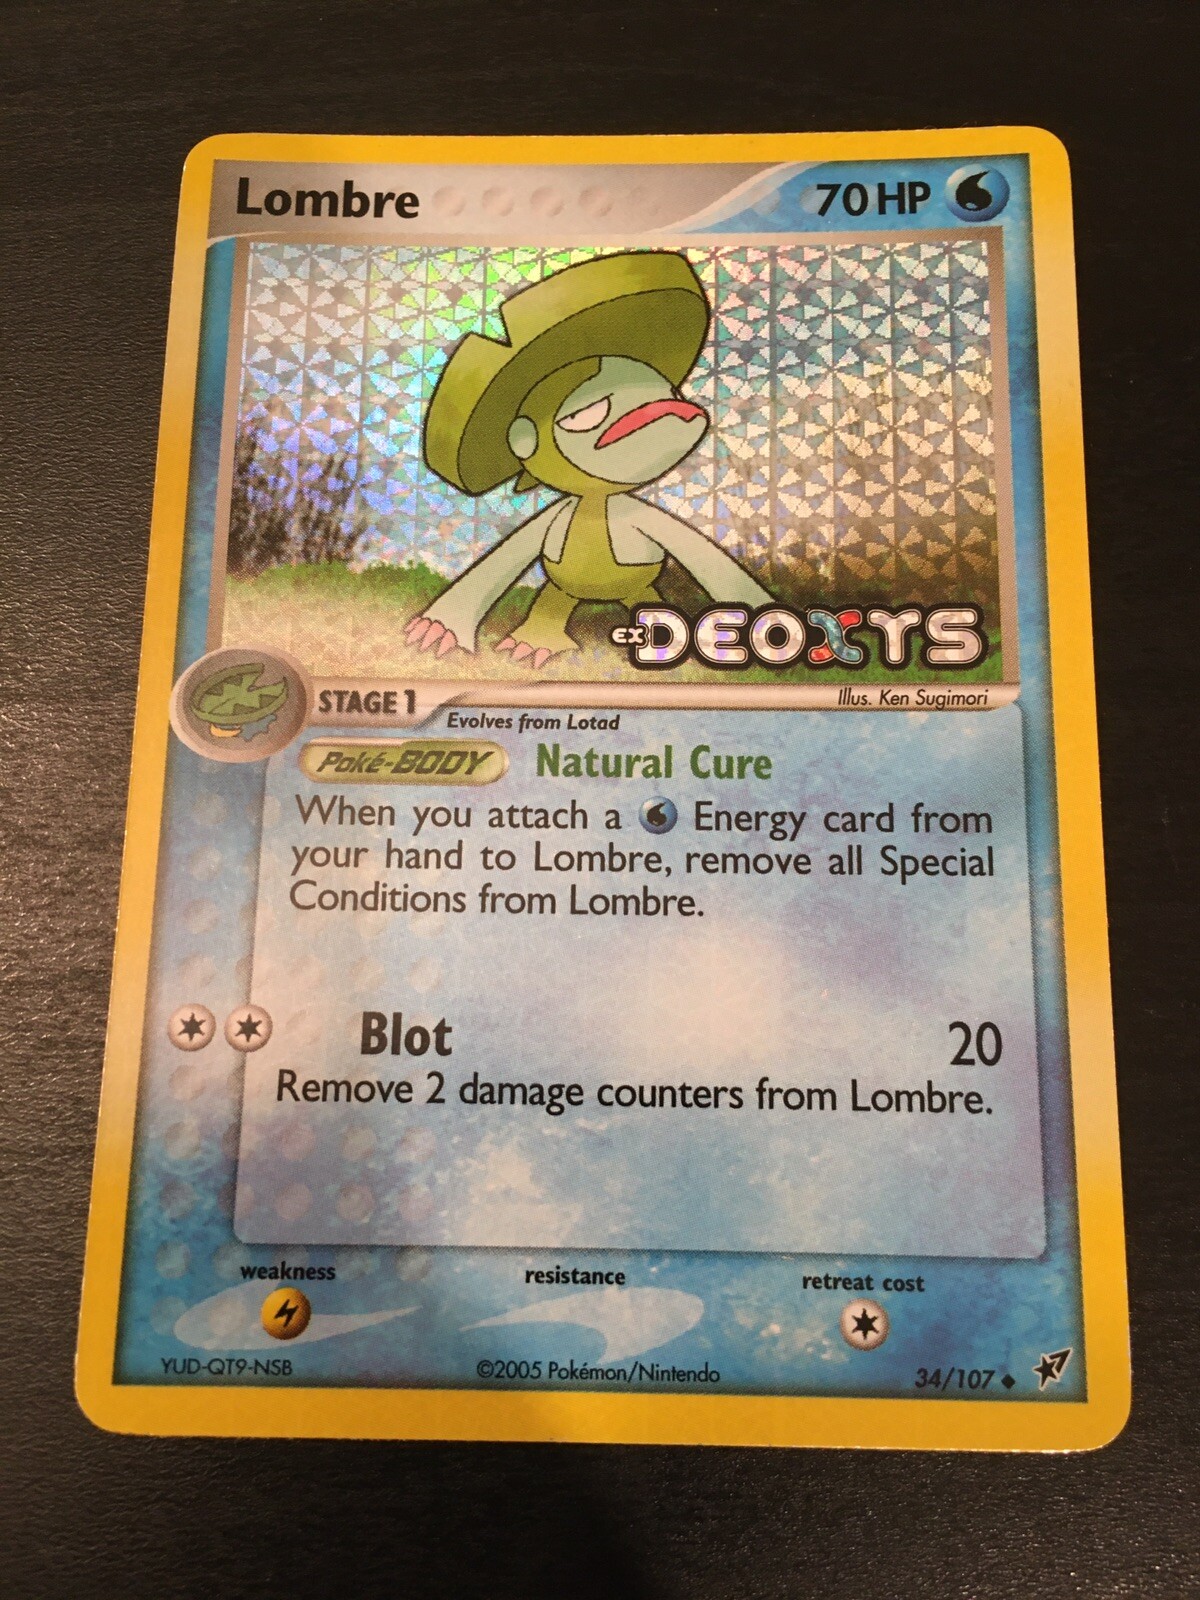 Lombre
70 HP
ex DEOXYS
STAGE 1
Illus. Ken Sugimori
Evolves from Lotad
Poké-BODY Natural Cure
When you attach a Energy card from
your hand to Lombre, remove all Special
Conditions from Lombre.
Blot 20
Remove 2 damage counters from Lombre.
weakness resistance retreat cost
YUD-QT9-NSB ©2005 Pokémon/Nintendo 34/107